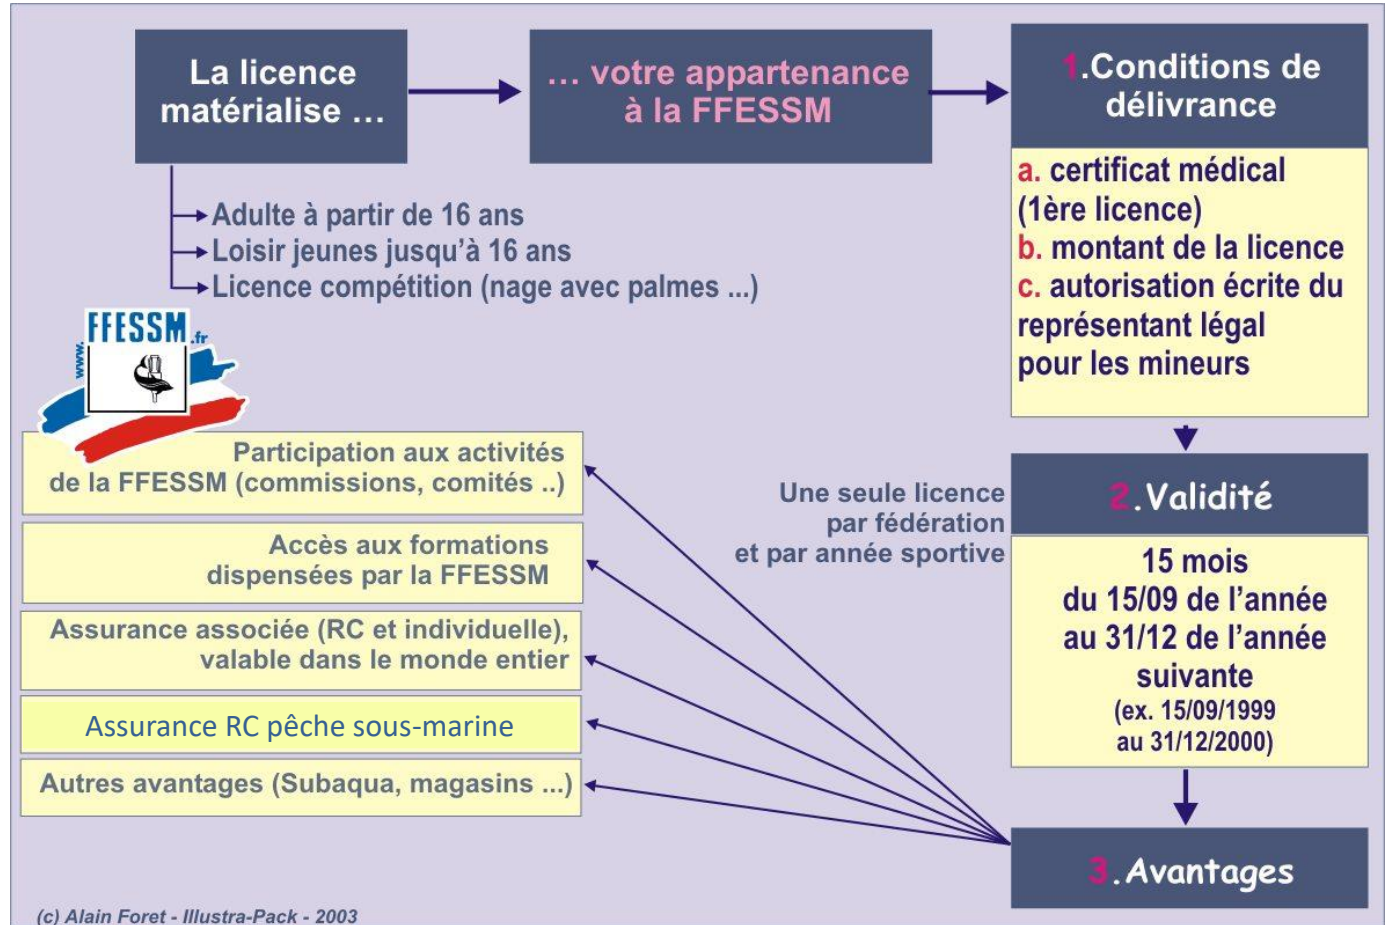 La licence
matérialise ...
... votre appartenance
à la FFESSM
1.Conditions de
délivrance
a. certificat médical
(1ère licence)
b. montant de la licence
c. autorisation écrite du
représentant légal
pour les mineurs
Adulte à partir de 16 ans
Loisir jeunes jusqu'à 16 ans
Licence compétition (nage avec palmes ...)
www.
FFESSM
.fr
Une seule licence
par fédération
et par année sportive
2.Validité
15 mois
du 15/09 de l'année
au 31/12 de l'année
suivante
(ex. 15/09/1999
au 31/12/2000)
3.Avantages
Participation aux activités
de la FFESSM (commissions, comités ..)
Accès aux formations
dispensées par la FFESSM
Assurance associée (RC et individuelle),
valable dans le monde entier
Assurance RC pêche sous-marine
Autres avantages (Subaqua, magasins ...)
(c) Alain Foret - Illustra-Pack - 2003